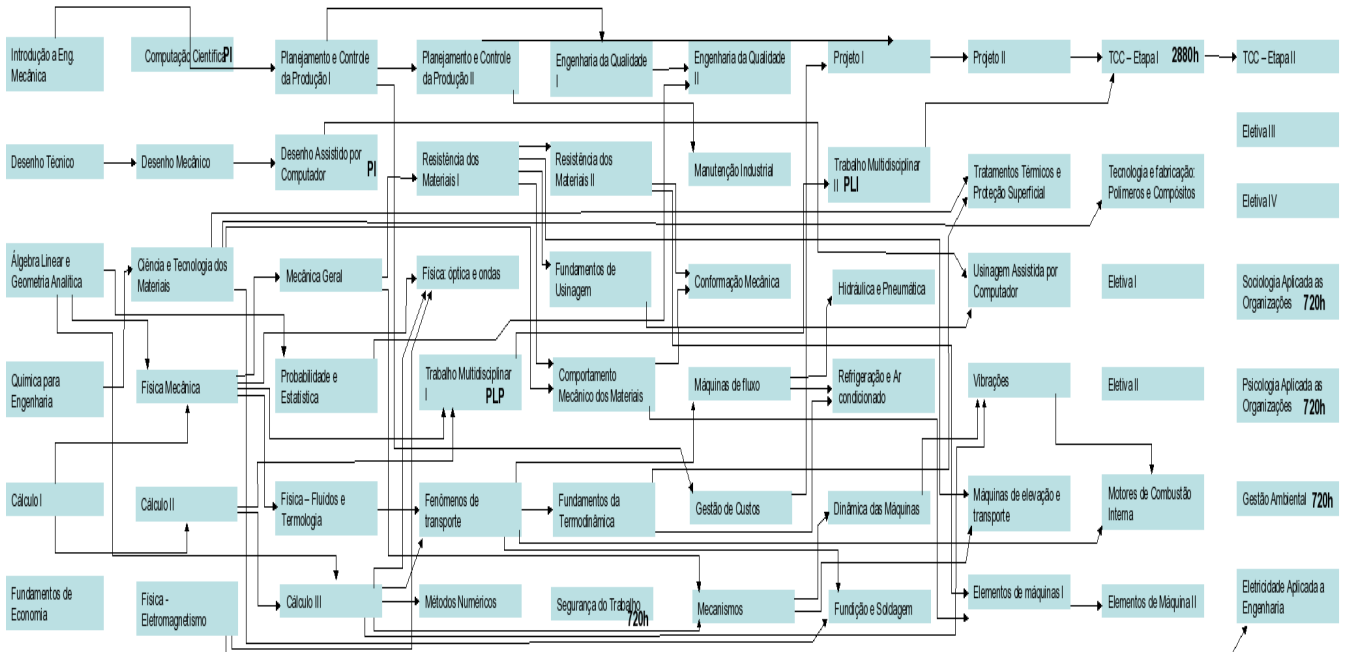 Introdução a Eng.
Mecânica
Computação Científica PI
Planejamento e Controle
da Produção I
Planejamento e Controle
da Produção II
Engenharia da Qualidade
I
Engenharia da Qualidade
II
Projeto I
Projeto II
TCC – Etapa I 2880h
TCC – Etapa II
Eletiva III
Desenho Técnico
Desenho Mecânico
Desenho Assistido por
Computador PI
Resistência dos
Materiais I
Resistência dos
Materiais II
Manutenção Industrial
Trabalho Multidisciplinar
II PLI
Tratamentos Térmicos e
Proteção Superficial
Tecnologia e fabricação:
Polímeros e Compósitos
Eletiva IV
Álgebra Linear e
Geometria Analítica
Ciência e Tecnologia dos
Materiais
Mecânica Geral
Física: óptica e ondas
Fundamentos de
Usinagem
Conformação Mecânica
Hidráulica e Pneumática
Usinagem Assistida por
Computador
Eletiva I
Sociologia Aplicada as
Organizações 720h
Química para
Engenharia
Física Mecânica
Probabilidade e
Estatística
Trabalho Multidisciplinar
I PLP
Comportamento
Mecânico dos Materiais
Máquinas de fluxo
Refrigeração e Ar
condicionado
Vibrações
Eletiva II
Psicologia Aplicada as
Organizações 720h
Cálculo I
Cálculo II
Física – Fluidos e
Termologia
Fenômenos de
transporte
Fundamentos da
Termodinâmica
Gestão de Custos
Dinâmica das Máquinas
Máquinas de elevação e
transporte
Motores de Combustão
Interna
Gestão Ambiental 720h
Fundamentos de
Economia
Física -
Eletromagnetismo
Cálculo III
Métodos Numéricos
Segurança do Trabalho
720h
Mecanismos
Fundição e Soldagem
Elementos de máquinas I
Elementos de Máquina II
Eletricidade Aplicada a
Engenharia